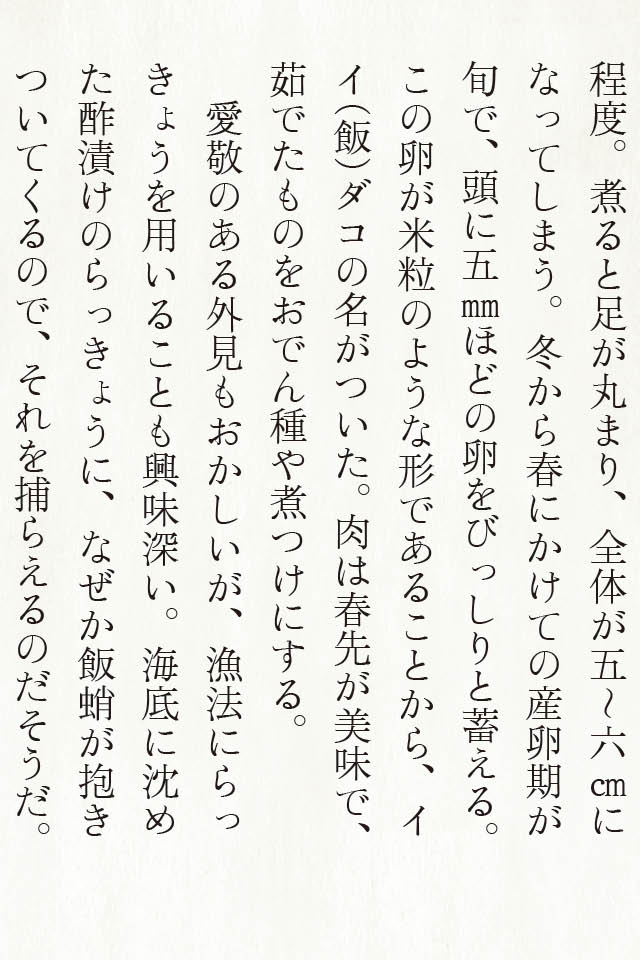 程度。煮ると足が丸まり、全体が五〜六㎝に
なってしまう。冬から春にかけての産卵期が
旬で、頭に五㎜ほどの卵をびっしりと蓄える。
この卵が米粒のような形であることから、イ
イ(飯)ダコの名がついた。肉は春先が美味で、
茹でたものをおでん種や煮つけにする。
　愛敬のある外見もおかしいが、漁法にらっ
きょうを用いることも興味深い。海底に沈め
た酢漬けのらっきょうに、なぜか飯蛸が抱き
ついてくるので、それを捕らえるのだそうだ。